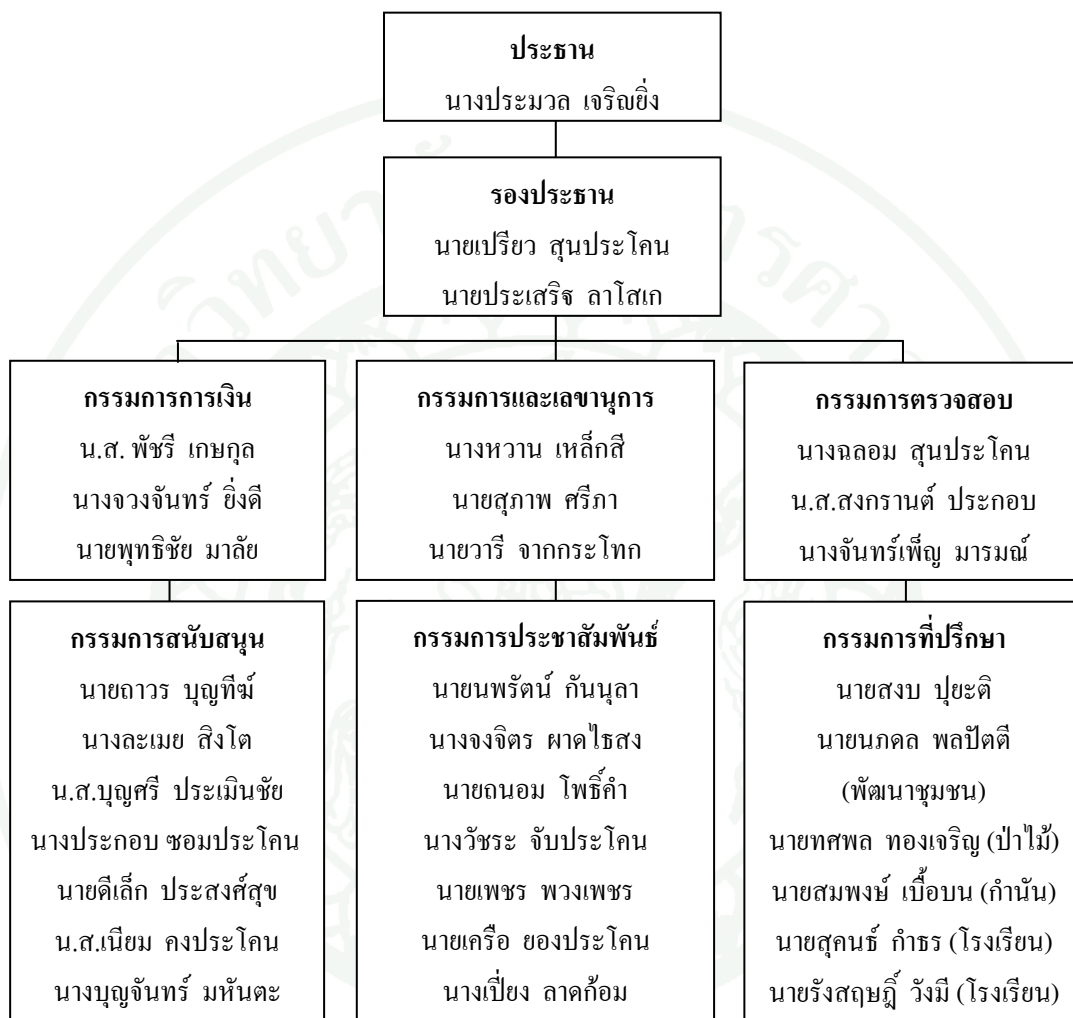 ประธาน
นางประมวล เจริญยิ่ง
รองประธาน
นายเปรียว สุนประโคน
นายประเสริจ ลาโสเก
กรรมการการเงิน
น.ส. พัชรี เกษกุล
นางจวงจันทร์ ยิ่งดี
นายพุทธิชัย มาลัย
กรรมการและเลขานุการ
นางหวาน เหล็กสี
นายสุภาพ ศรีภา
นายวารี จากกระโทก
กรรมการตรวจสอบ
นางฉลอม สุนประโคน
น.ส.สงกรานต์ ประกอบ
นางจันทร์เพ็ญ มารมณ์
กรรมการสนับสนุน
นายถาวร บุญทีฆ์
นางละเมย สิงโต
น.ส.บุญศรี ประเมินชัย
นางประกอบ ซอมประโคน
นายดีเล็ก ประสงศ์สุข
น.ส.เนียม คงประโคน
นางบุญจันทร์ มหันตะ
กรรมการประชาสัมพันธ์
นายนพรัตน์ กันนุลา
นางจงจิตร ผาดไธสง
นายถนอม โพธิ์คำ
นางวัชระ จับประโคน
นายเพชร พวงเพชร
นายเครือ ยองประโคน
นางเปี่ยง ลาดก้อม
กรรมการที่ปรึกษา
นายสงบ ปุยะติ
นายนภดล พลปัตตี
(พัฒนาชุมชน)
นายทศพล ทองเจริญ (ป่าไม้)
นายสมพงษ์ เบื้อบน (กำนัน)
นายสุคนธ์ กำธร (โรงเรียน)
นายรังสฤษฎิ์ วังมี (โรงเรียน)